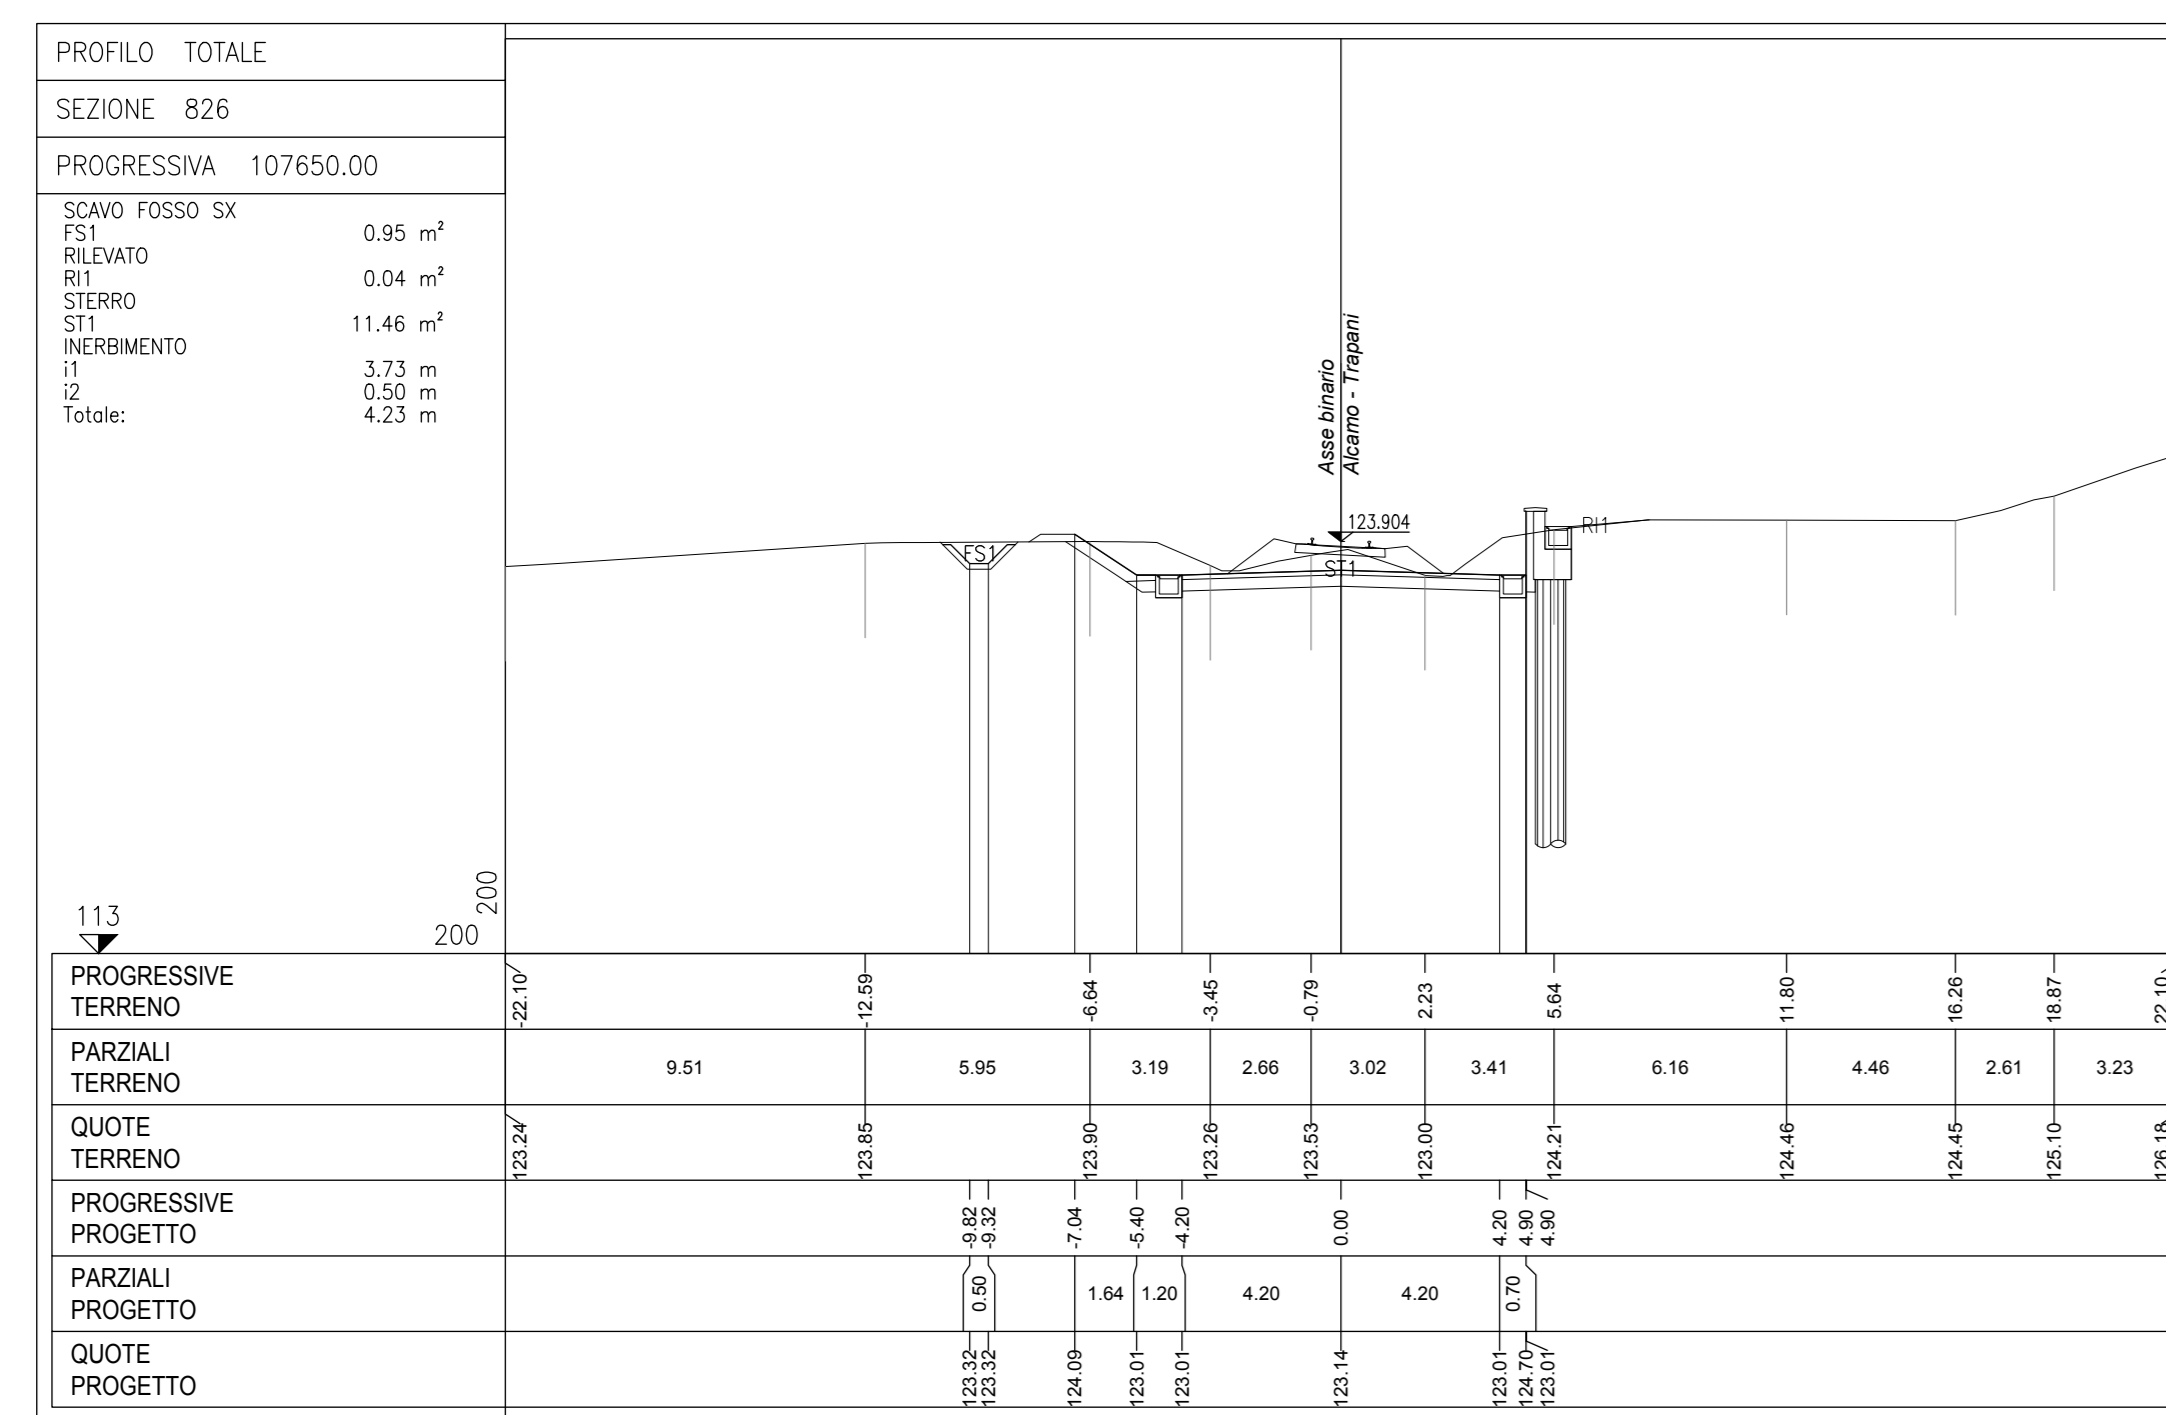 PROFILO TOTALE
SEZIONE 826
PROGRESSIVA 107650.00
SCAVO FOSSO SX
FS1 0.95 m²
RILEVATO
RI1 0.04 m²
STERRO
ST1 11.46 m²
INERBIMENTO
i1 3.73 m
i2 0.50 m
Totale: 4.23 m
Asse binario
Alcamo - Trapani
123.904
FS1
ST1
RI1
113
200
200
PROGRESSIVE
TERRENO
-22.10 -12.59 -6.64 -3.45 -0.79 2.23 5.64 11.80 16.26 18.87 22.10
PARZIALI
TERRENO
9.51 5.95 3.19 2.66 3.02 3.41 6.16 4.46 2.61 3.23
QUOTE
TERRENO
123.24 123.85 123.90 123.26 123.53 123.00 124.21 124.46 124.45 125.10 126.18
PROGRESSIVE
PROGETTO
-9.82 -9.32 -7.04 -5.40 -4.20 0.00 4.20 4.90 4.90
PARZIALI
PROGETTO
0.50 1.64 1.20 4.20 4.20 0.70
QUOTE
PROGETTO
123.32 123.32 124.09 123.01 123.01 123.14 123.01 124.70 123.01